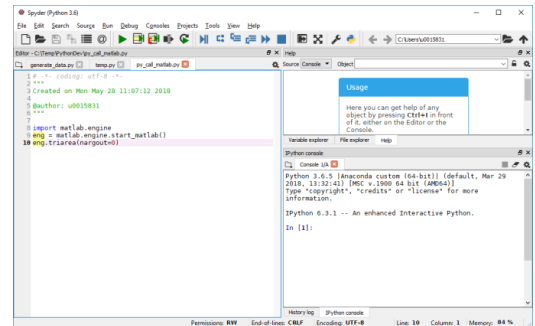 Spyder (Python 3.6)
File Edit Search Source Run Debug Consoles Projects Tools View Help
C:\Users\u0015831
Editor - C:\Temp\PythonDev\py_call_matlab.py
generate_data.py temp.py py_call_matlab.py
1 # -*- coding: utf-8 -*-
2 """
3 Created on Mon May 28 11:07:12 2018
4
5 @author: u0015831
6 """
7
8 import matlab.engine
9 eng = matlab.engine.start_matlab()
10 eng.triarea(nargout=0)
Help
Source Console Object
Usage
Here you can get help of any
object by pressing Ctrl+I in front
of it, either on the Editor or the
Console.
Variable explorer File explorer Help
IPython console
Console 1/A
Python 3.6.5 |Anaconda custom (64-bit)| (default, Mar 29
2018, 13:32:41) [MSC v.1900 64 bit (AMD64)]
Type "copyright", "credits" or "license" for more
information.
IPython 6.3.1 -- An enhanced Interactive Python.
In [1]:
History log IPython console
Permissions: RW End-of-lines: CRLF Encoding: UTF-8 Line: 10 Column: 1 Memory: 84 %